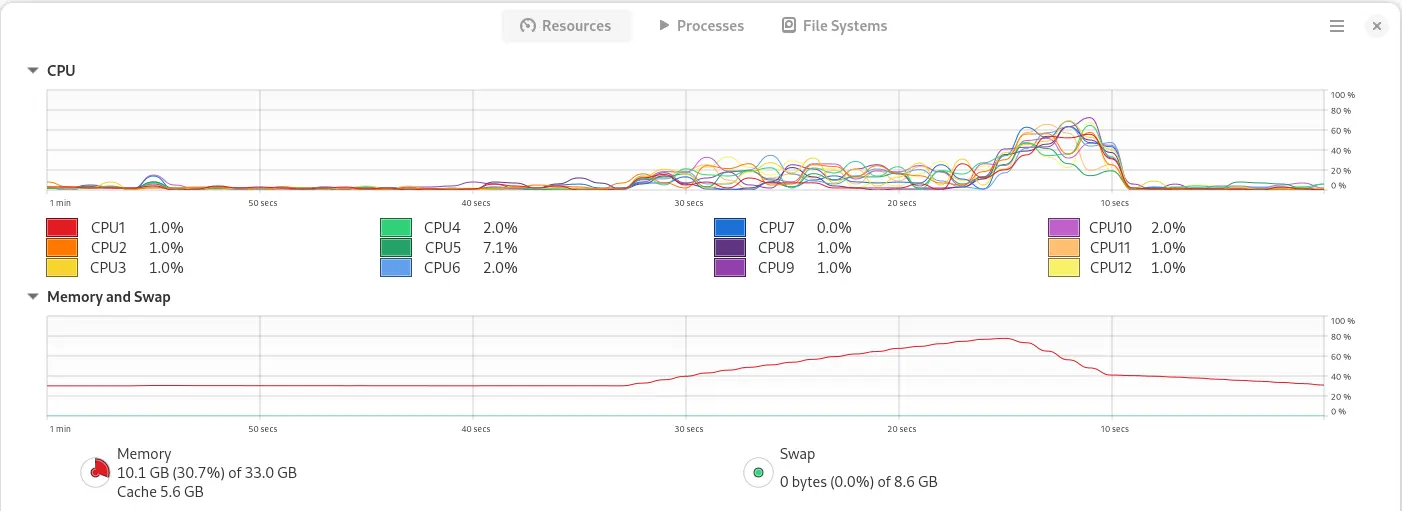 Resources Processes File Systems
CPU
100 %
80 %
60 %
40 %
20 %
0 %
1 min 50 secs 40 secs 30 secs 20 secs 10 secs
CPU1 1.0% CPU4 2.0% CPU7 0.0% CPU10 2.0%
CPU2 1.0% CPU5 7.1% CPU8 1.0% CPU11 1.0%
CPU3 1.0% CPU6 2.0% CPU9 1.0% CPU12 1.0%
Memory and Swap
100 %
80 %
60 %
40 %
20 %
0 %
1 min 50 secs 40 secs 30 secs 20 secs 10 secs
Memory
10.1 GB (30.7%) of 33.0 GB
Cache 5.6 GB
Swap
0 bytes (0.0%) of 8.6 GB